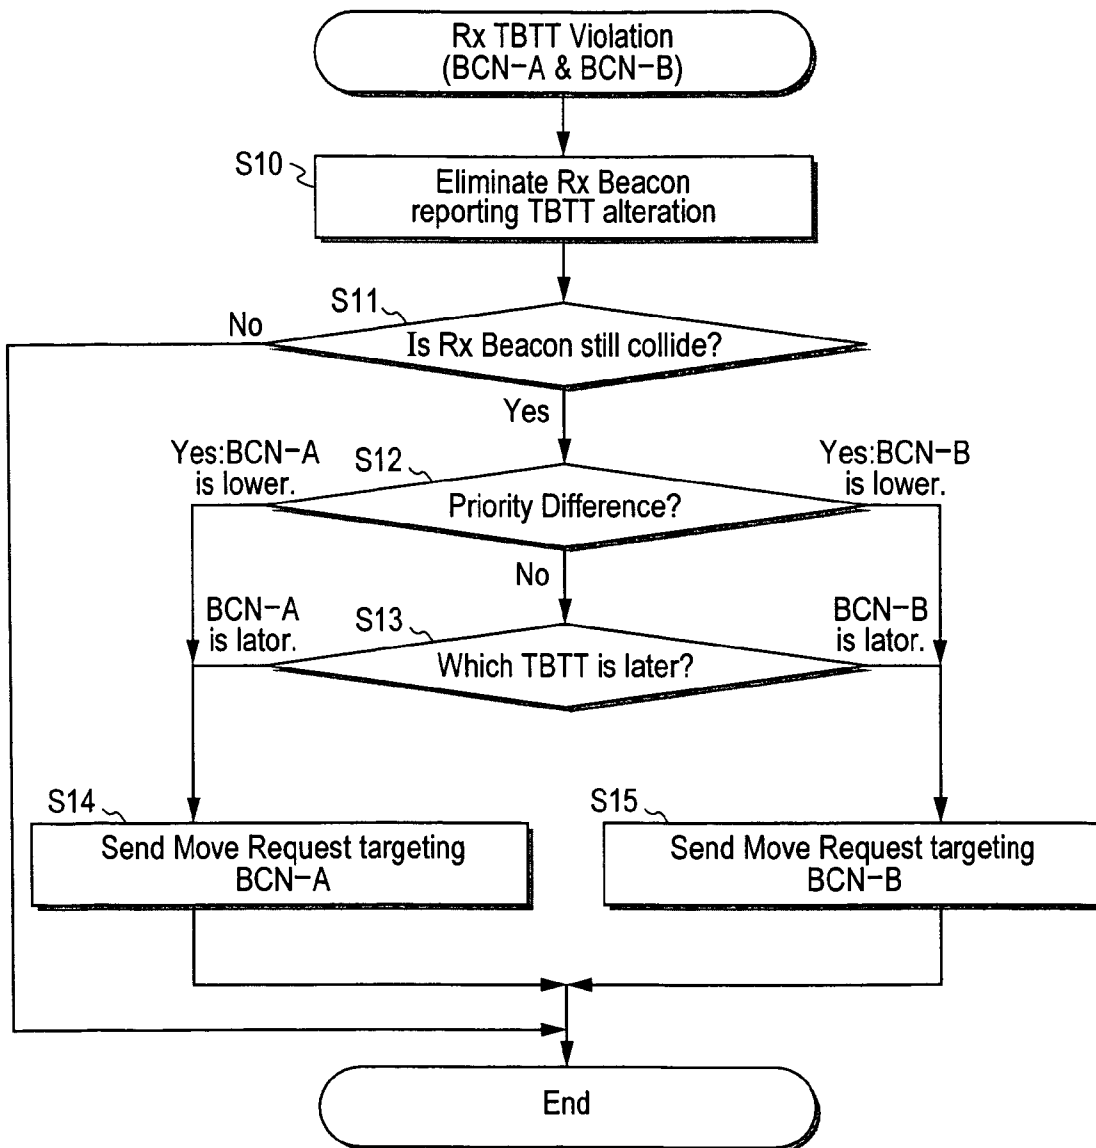 Rx TBTT Violation
(BCN-A & BCN-B)
S10
Eliminate Rx Beacon
reporting TBTT alteration
S11
No
Is Rx Beacon still collide?
Yes
Yes:BCN-A
is lower.
S12
Yes:BCN-B
is lower.
Priority Difference?
No
BCN-A
is lator.
S13
BCN-B
is lator.
Which TBTT is later?
S14
Send Move Request targeting
BCN-A
S15
Send Move Request targeting
BCN-B
End